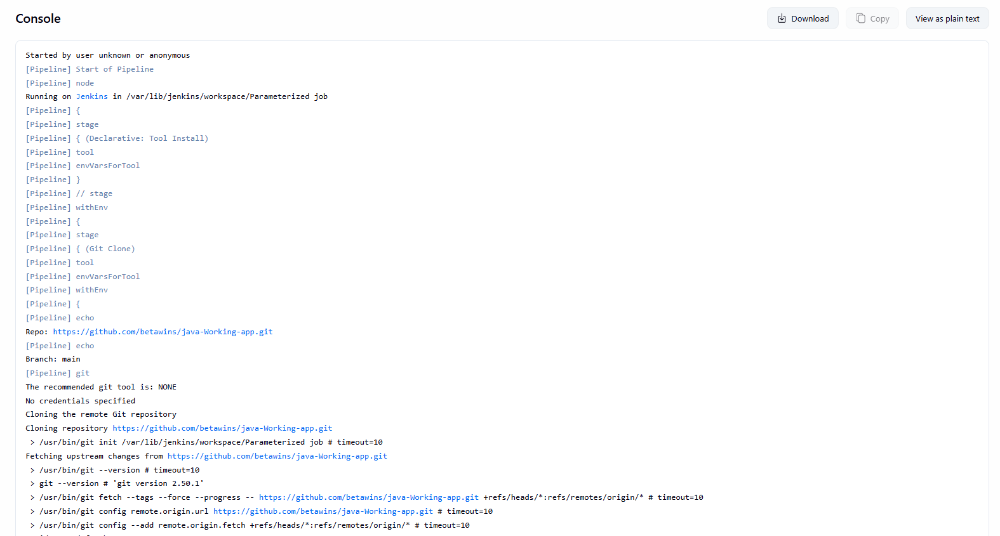 Console
Download
Copy
View as plain text
Started by user unknown or anonymous
[Pipeline] Start of Pipeline
[Pipeline] node
Running on Jenkins in /var/lib/jenkins/workspace/Parameterized job
[Pipeline] {
[Pipeline] stage
[Pipeline] { (Declarative: Tool Install)
[Pipeline] tool
[Pipeline] envVarsForTool
[Pipeline] }
[Pipeline] // stage
[Pipeline] withEnv
[Pipeline] {
[Pipeline] stage
[Pipeline] { (Git Clone)
[Pipeline] tool
[Pipeline] envVarsForTool
[Pipeline] withEnv
[Pipeline] {
[Pipeline] echo
Repo: https://github.com/betawins/java-Working-app.git
[Pipeline] echo
Branch: main
[Pipeline] git
The recommended git tool is: NONE
No credentials specified
Cloning the remote Git repository
Cloning repository https://github.com/betawins/java-Working-app.git
 > /usr/bin/git init /var/lib/jenkins/workspace/Parameterized job # timeout=10
Fetching upstream changes from https://github.com/betawins/java-Working-app.git
 > /usr/bin/git --version # timeout=10
 > git --version # 'git version 2.50.1'
 > /usr/bin/git fetch --tags --force --progress -- https://github.com/betawins/java-Working-app.git +refs/heads/*:refs/remotes/origin/* # timeout=10
 > /usr/bin/git config remote.origin.url https://github.com/betawins/java-Working-app.git # timeout=10
 > /usr/bin/git config --add remote.origin.fetch +refs/heads/*:refs/remotes/origin/* # timeout=10